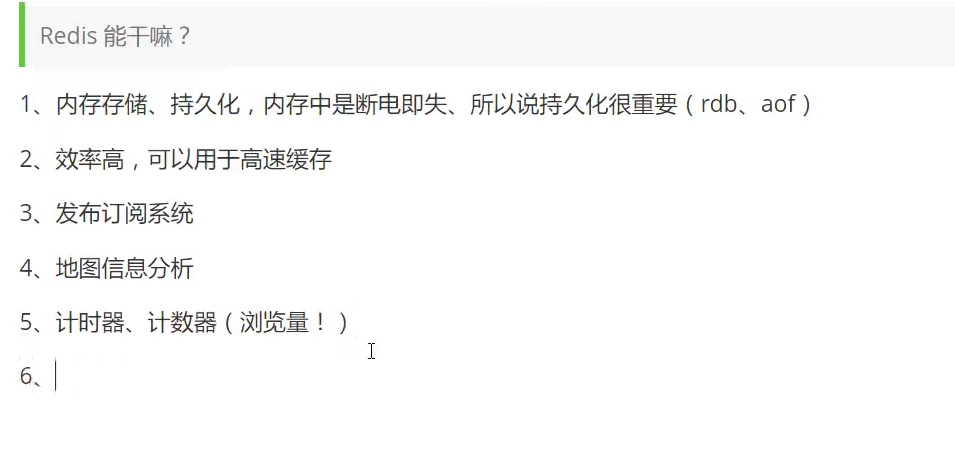 Redis 能干嘛？
1、内存存储、持久化，内存中是断电即失、所以说持久化很重要（rdb、aof）
2、效率高，可以用于高速缓存
3、发布订阅系统
4、地图信息分析
5、计时器、计数器（浏览量！）
6、